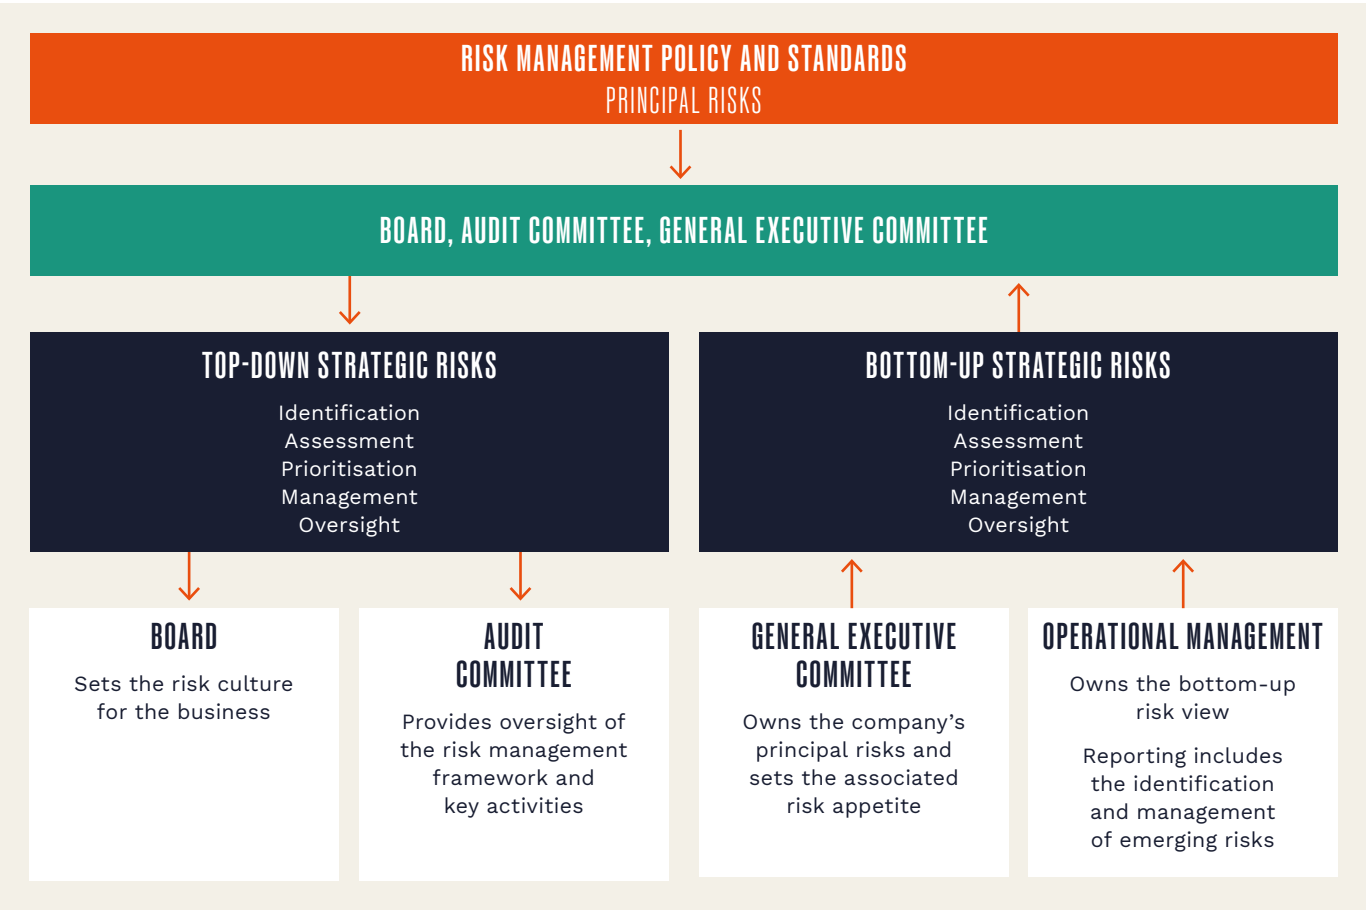 RISK MANAGEMENT POLICY AND STANDARDS
PRINCIPAL RISKS
BOARD, AUDIT COMMITTEE, GENERAL EXECUTIVE COMMITTEE
TOP-DOWN STRATEGIC RISKS
Identification
Assessment
Prioritisation
Management
Oversight
BOTTOM-UP STRATEGIC RISKS
Identification
Assessment
Prioritisation
Management
Oversight
BOARD
Sets the risk culture
for the business
AUDIT
COMMITTEE
Provides oversight of
the risk management
framework and
key activities
GENERAL EXECUTIVE
COMMITTEE
Owns the company’s
principal risks and
sets the associated
risk appetite
OPERATIONAL MANAGEMENT
Owns the bottom-up
risk view
Reporting includes
the identification
and management
of emerging risks